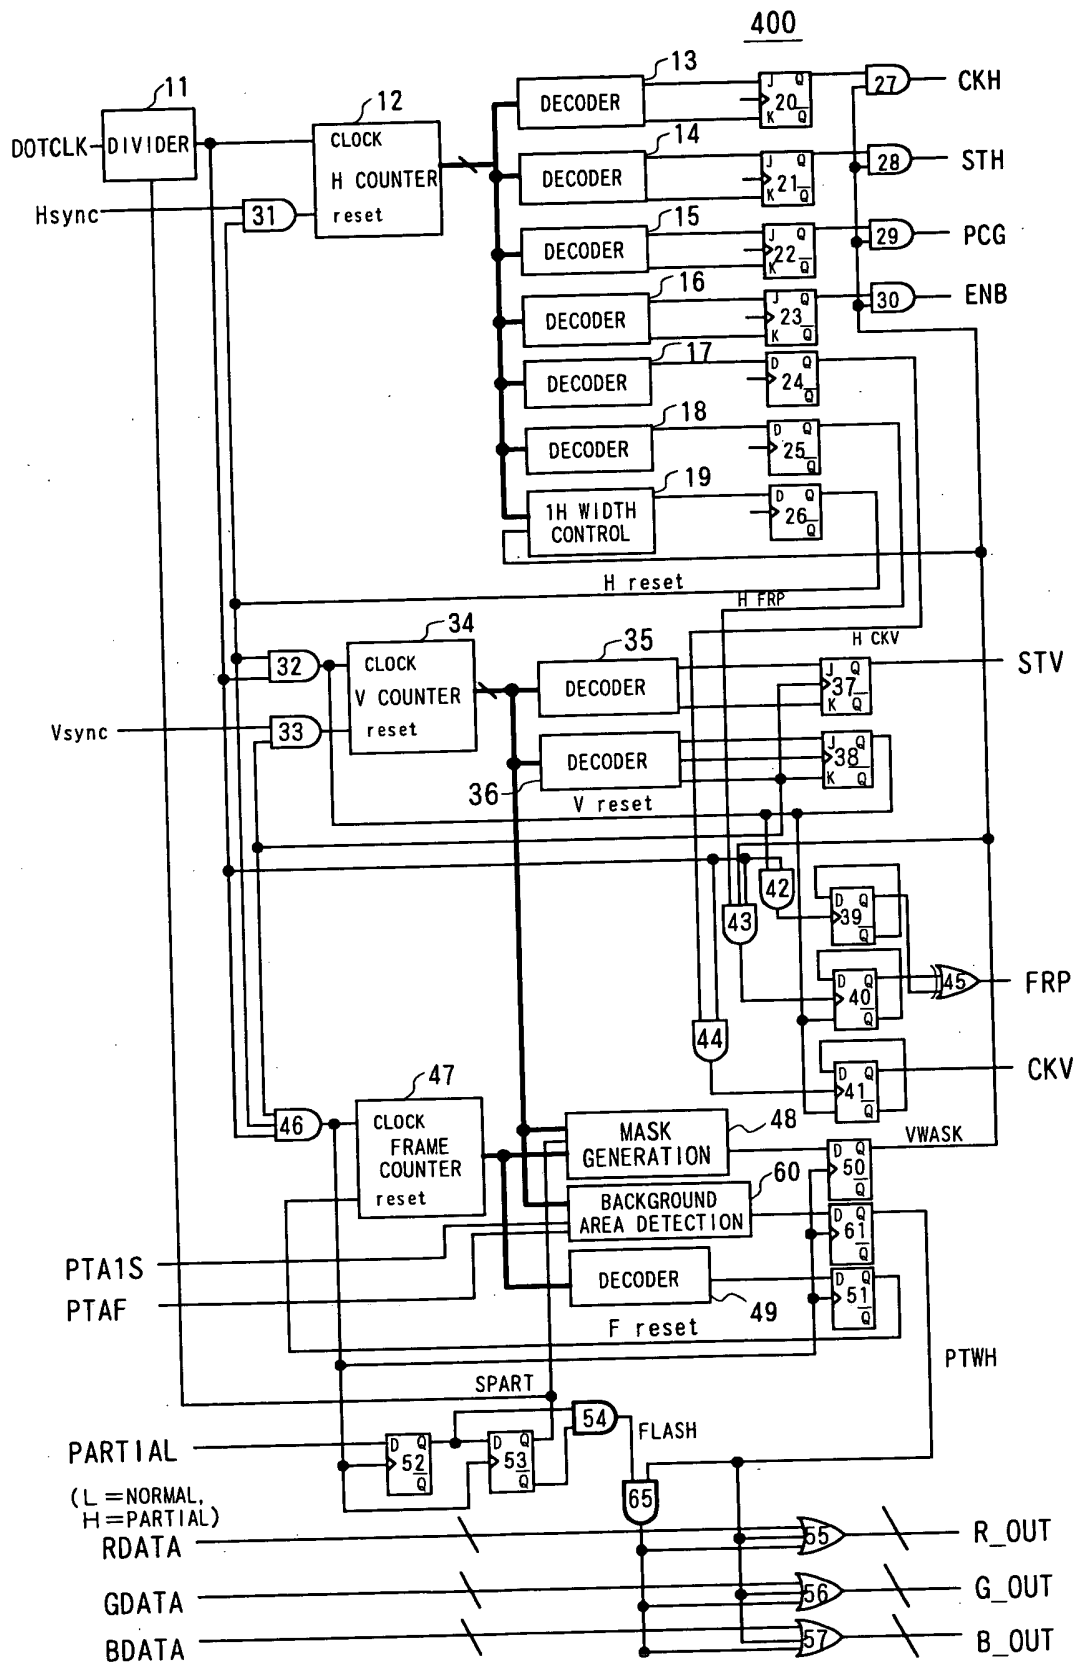 400
11
12
13
DOTCLK
DIVIDER
CLOCK
H COUNTER
reset
DECODER
J Q
20
K Q
27
CKH
14
DECODER
J Q
21
K Q
28
STH
Hsync
31
15
DECODER
J Q
22
K Q
29
PCG
16
DECODER
J Q
23
K Q
30
ENB
17
DECODER
D Q
24
Q
18
DECODER
D Q
25
Q
19
1H WIDTH
CONTROL
D Q
26
Q
H reset
H FRP
H CKV
34
32
CLOCK
V COUNTER
reset
35
DECODER
J Q
37
K Q
STV
Vsync
33
36
DECODER
J Q
38
K Q
V reset
42
43
44
D Q
39
Q
D Q
40
Q
45
FRP
D Q
41
Q
CKV
47
46
CLOCK
FRAME
COUNTER
reset
48
MASK
GENERATION
VWASK
D Q
50
Q
60
BACKGROUND
AREA DETECTION
D Q
61
Q
PTA1S
PTAF
DECODER
49
D Q
51
Q
F reset
PTWH
SPART
54
FLASH
PARTIAL
D Q
52
Q
D Q
53
Q
65
(L =NORMAL,
H =PARTIAL)
RDATA
55
R_OUT
GDATA
56
G_OUT
BDATA
57
B_OUT